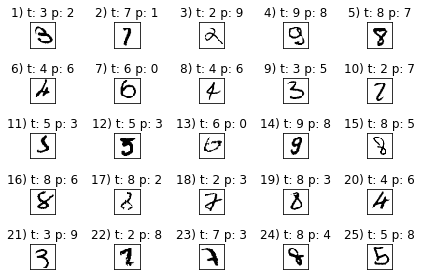 1) t: 3 p: 2 2) t: 7 p: 1 3) t: 2 p: 9 4) t: 9 p: 8 5) t: 8 p: 7
6) t: 4 p: 6 7) t: 6 p: 0 8) t: 4 p: 6 9) t: 3 p: 5 10) t: 2 p: 7
11) t: 5 p: 3 12) t: 5 p: 3 13) t: 6 p: 0 14) t: 9 p: 8 15) t: 8 p: 5
16) t: 8 p: 6 17) t: 8 p: 2 18) t: 2 p: 3 19) t: 8 p: 3 20) t: 4 p: 6
21) t: 3 p: 9 22) t: 2 p: 8 23) t: 7 p: 3 24) t: 8 p: 4 25) t: 5 p: 8